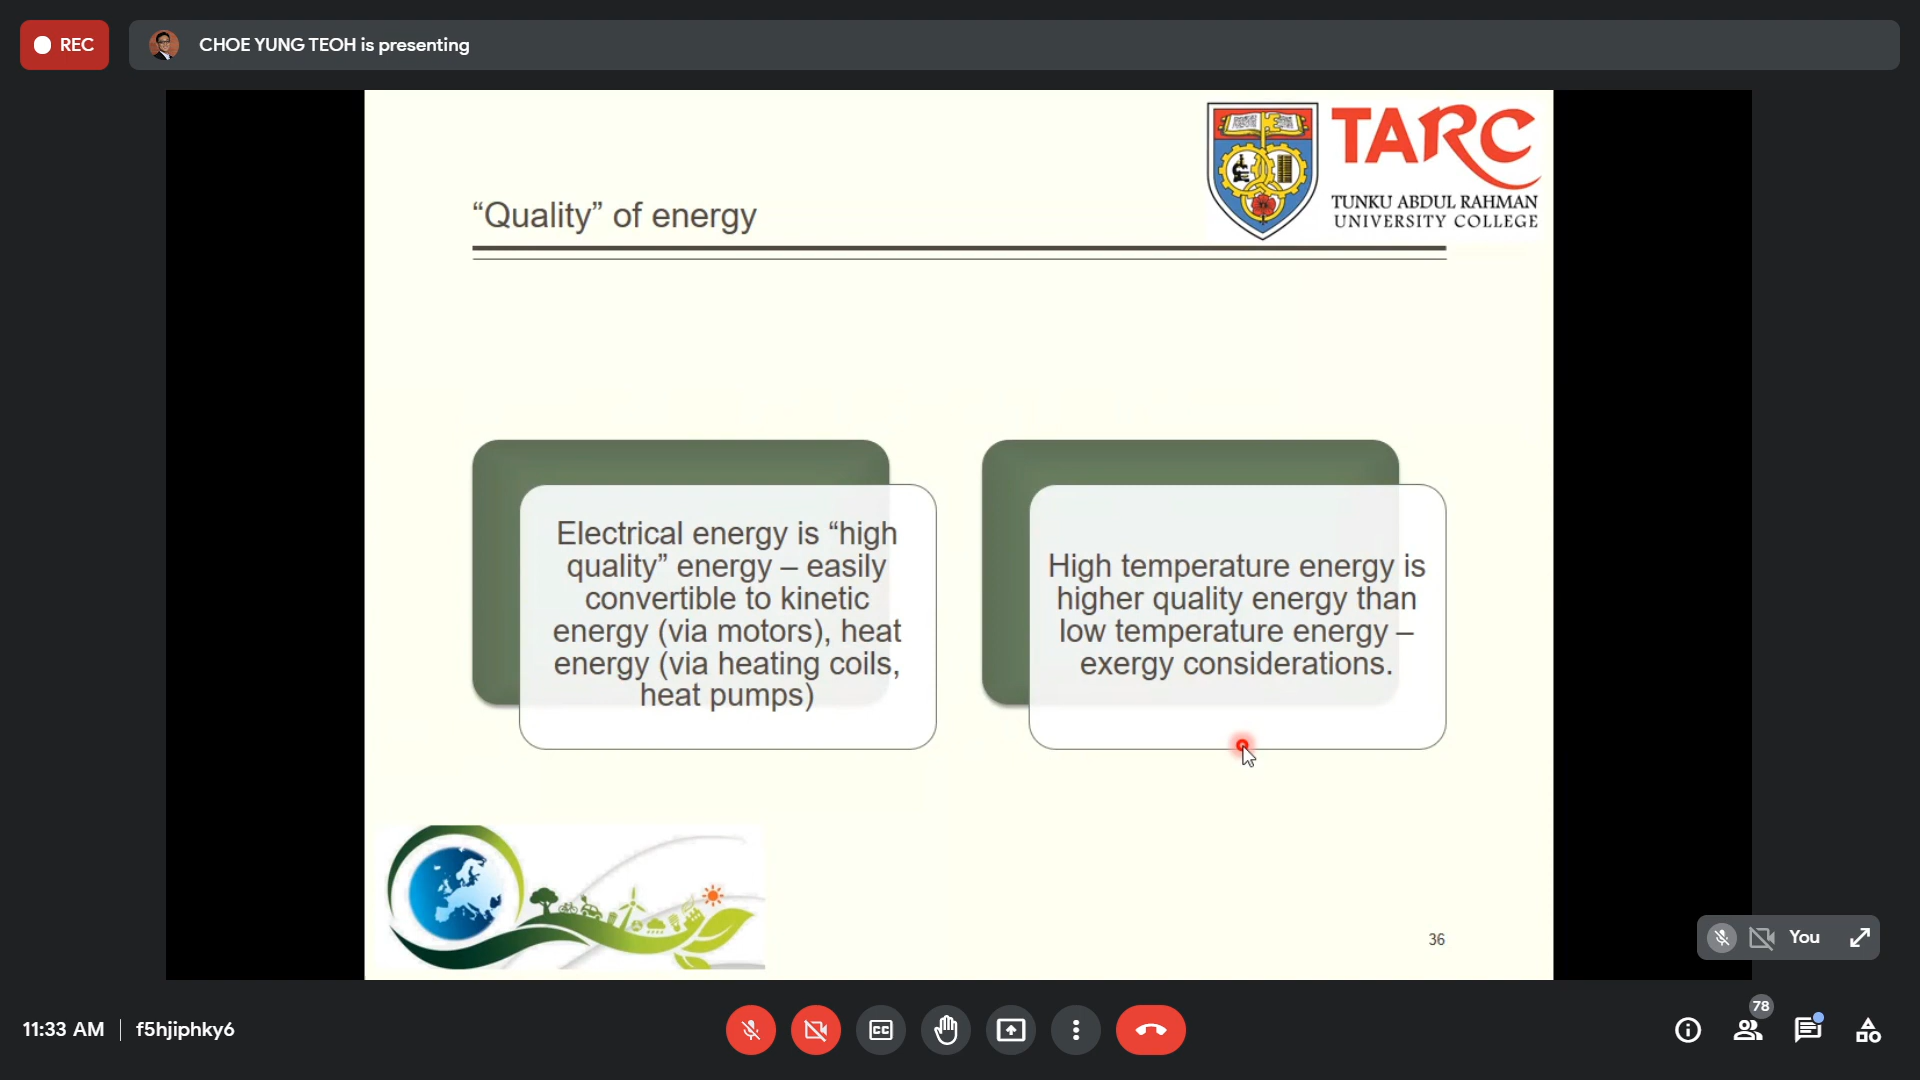 REC
CHOE YUNG TEOH is presenting
TARC
TUNKU ABDUL RAHMAN
UNIVERSITY COLLEGE
“Quality” of energy
Electrical energy is “high
quality” energy – easily
convertible to kinetic
energy (via motors), heat
energy (via heating coils,
heat pumps)
High temperature energy is
higher quality energy than
low temperature energy –
exergy considerations.
36
You
11:33 AM
f5hjiphky6
CC
78